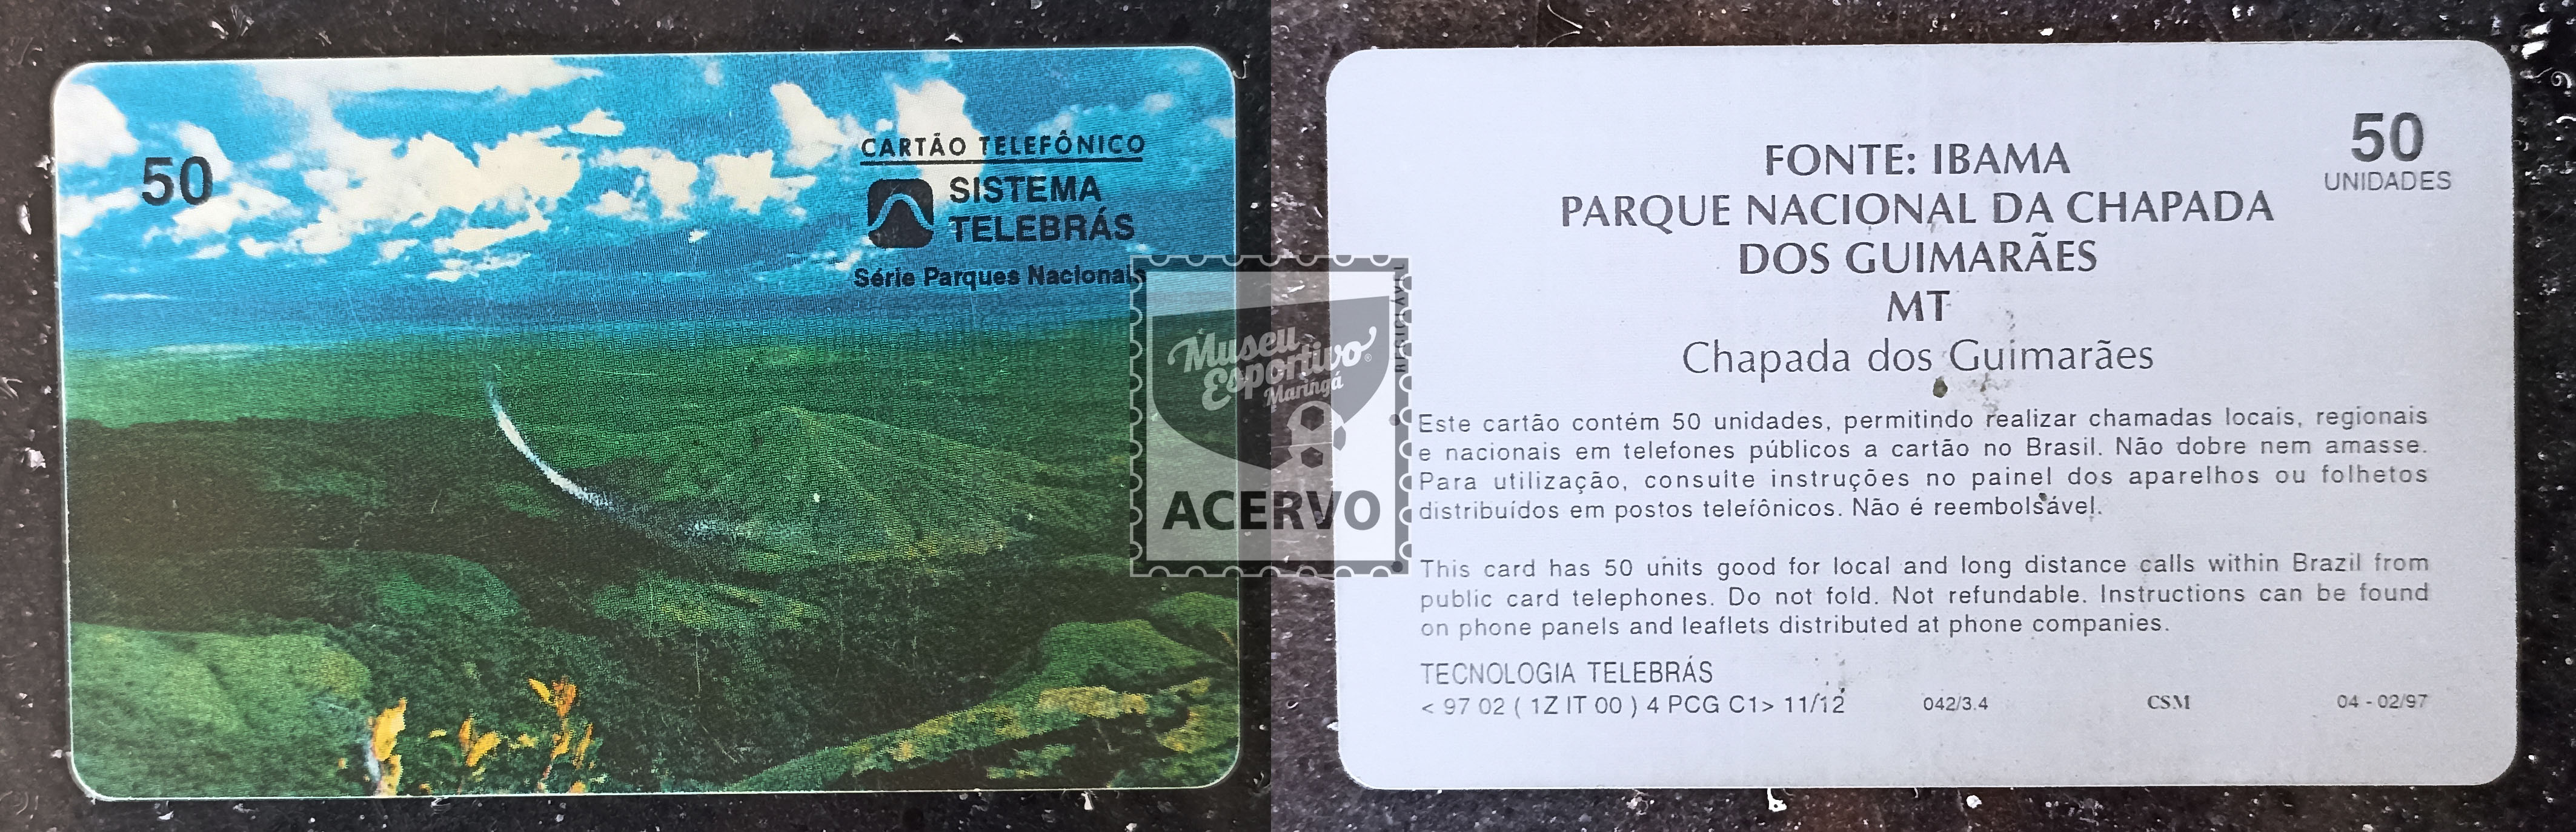 50
CARTÃO TELEFÔNICO
SISTEMA
TELEBRÁS
Série Parques Nacionais
Museu
Esportivo
Maringá
ACERVO
50
UNIDADES
FONTE: IBAMA
PARQUE NACIONAL DA CHAPADA
DOS GUIMARÃES
MT
Chapada dos Guimarães
Este cartão contém 50 unidades, permitindo realizar chamadas locais, regionais
e nacionais em telefones públicos a cartão no Brasil. Não dobre nem amasse.
Para utilização, consulte instruções no painel dos aparelhos ou folhetos
distribuídos em postos telefônicos. Não é reembolsável.
This card has 50 units good for local and long distance calls within Brazil from
public card telephones. Do not fold. Not refundable. Instructions can be found
on phone panels and leaflets distributed at phone companies.
TECNOLOGIA TELEBRÁS
< 97 02 ( 1Z IT 00 ) 4 PCG C1> 11/12
042/3.4
CSM
04 - 02/97